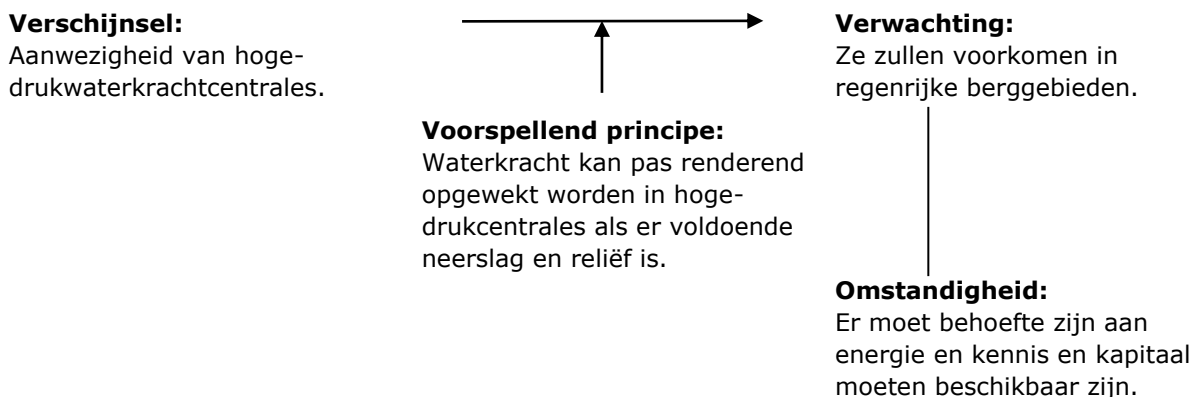 Verschijnsel:
Aanwezigheid van hoge-
drukwaterkrachtcentrales.
Voorspellend principe:
Waterkracht kan pas renderend
opgewekt worden in hoge-
drukcentrales als er voldoende
neerslag en reliëf is.
Verwachting:
Ze zullen voorkomen in
regenrijke berggebieden.
Omstandigheid:
Er moet behoefte zijn aan
energie en kennis en kapitaal
moeten beschikbaar zijn.